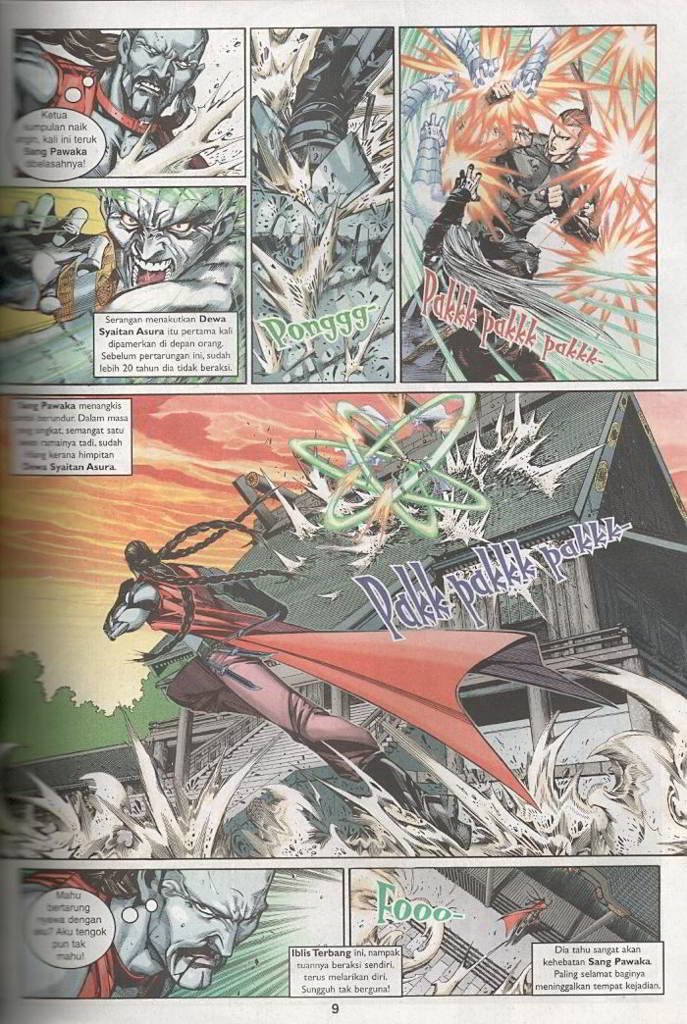 Ketua
kumpulan naik
angin, kali ini teruk
Sang Pawaka
dibelasahnya!
Serangan menakutkan Dewa
Syaitan Asura itu pertama kali
dipamerkan di depan orang.
Sebelum pertarungan ini, sudah
lebih 20 tahun dia tidak beraksi.
Ponggg-
Pakkk pakkk pakkk-
Sang Pawaka menangkis
berundur. Dalam masa
singkat, semangat satu
ramainya tadi, sudah
hilang kerana himpitan
Dewa Syaitan Asura.
Pakk pakkk pakkk-
Mahu
bertarung
nyawa dengan
aku? Aku tengok
pun tak
mahu!
Iblis Terbang ini, nampak
tuannya beraksi sendiri,
terus melarikan diri.
Sungguh tak berguna!
Fooo-
Dia tahu sangat akan
kehebatan Sang Pawaka.
Paling selamat baginya
meninggalkan tempat kejadian.
9